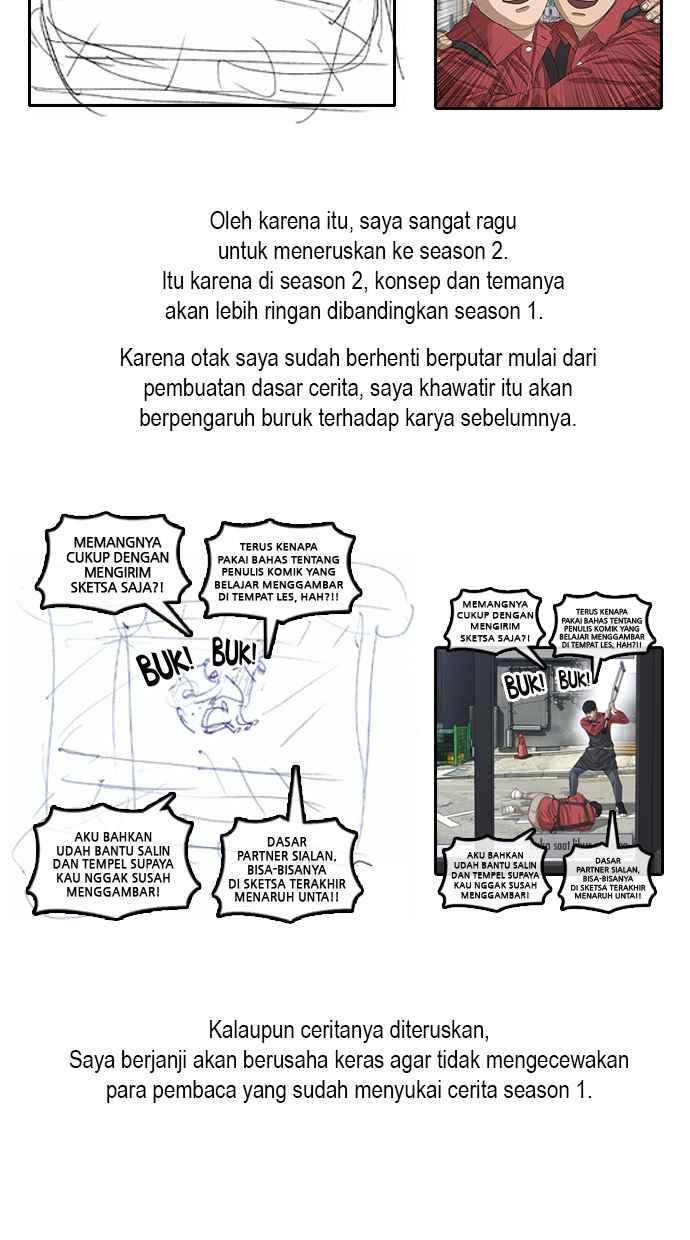 Oleh karena itu, saya sangat ragu
untuk meneruskan ke season 2.
Itu karena di season 2, konsep dan temanya
akan lebih ringan dibandingkan season 1.
Karena otak saya sudah berhenti berputar mulai dari
pembuatan dasar cerita, saya khawatir itu akan
berpengaruh buruk terhadap karya sebelumnya.
MEMANGNYA
CUKUP DENGAN
MENGIRIM
SKETSA SAJA?!
TERUS KENAPA
PAKAI BAHAS TENTANG
PENULIS KOMIK YANG
BELAJAR MENGGAMBAR
DI TEMPAT LES, HAH?!!
BUK!
BUK!
AKU BAHKAN
UDAH BANTU SALIN
DAN TEMPEL SUPAYA
KAU NGGAK SUSAH
MENGGAMBAR!
DASAR
PARTNER SIALAN,
BISA-BISANYA
DI SKETSA TERAKHIR
MENARUH UNTA!!
MEMANGNYA
CUKUP DENGAN
MENGIRIM
SKETSA SAJA?!
TERUS KENAPA
PAKAI BAHAS TENTANG
PENULIS KOMIK YANG
BELAJAR MENGGAMBAR
DI TEMPAT LES, HAH?!!
BUK!
BUK!
saat
AKU BAHKAN
UDAH BANTU SALIN
DAN TEMPEL SUPAYA
KAU NGGAK SUSAH
MENGGAMBAR!
DASAR
PARTNER SIALAN,
BISA-BISANYA
DI SKETSA TERAKHIR
MENARUH UNTA!!
Kalaupun ceritanya diteruskan,
Saya berjanji akan berusaha keras agar tidak mengecewakan
para pembaca yang sudah menyukai cerita season 1.